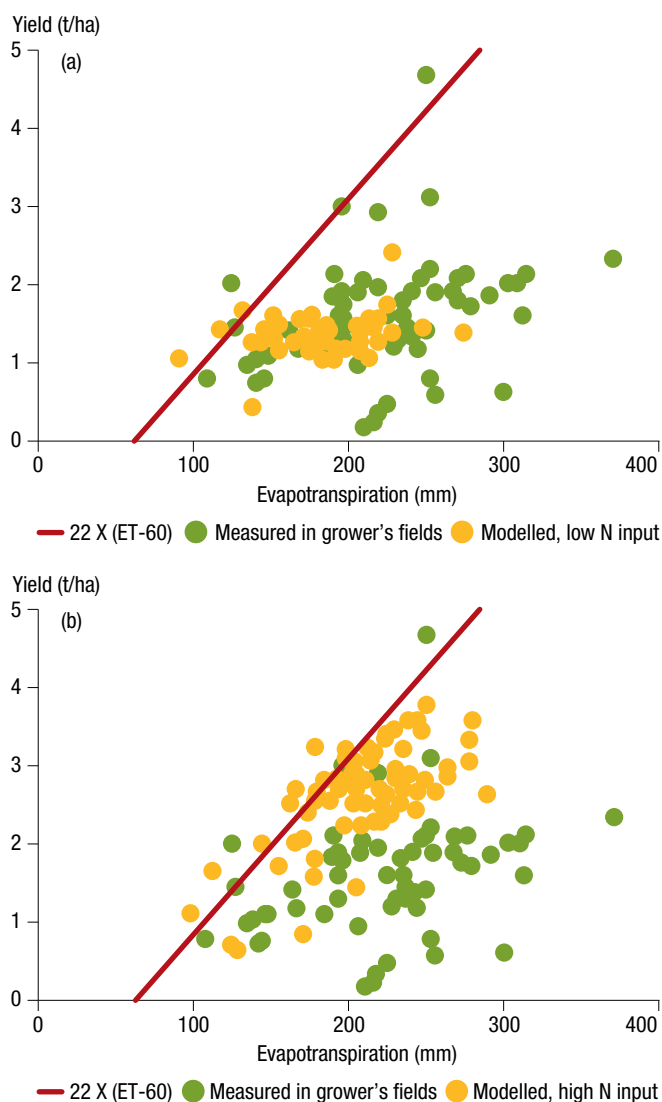 Yield (t/ha)
5
(a)
4
3
2
1
0
0 100 200 300 400
Evapotranspiration (mm)
22 X (ET-60) Measured in grower's fields Modelled, low N input
Yield (t/ha)
5
(b)
4
3
2
1
0
0 100 200 300 400
Evapotranspiration (mm)
22 X (ET-60) Measured in grower's fields Modelled, high N input